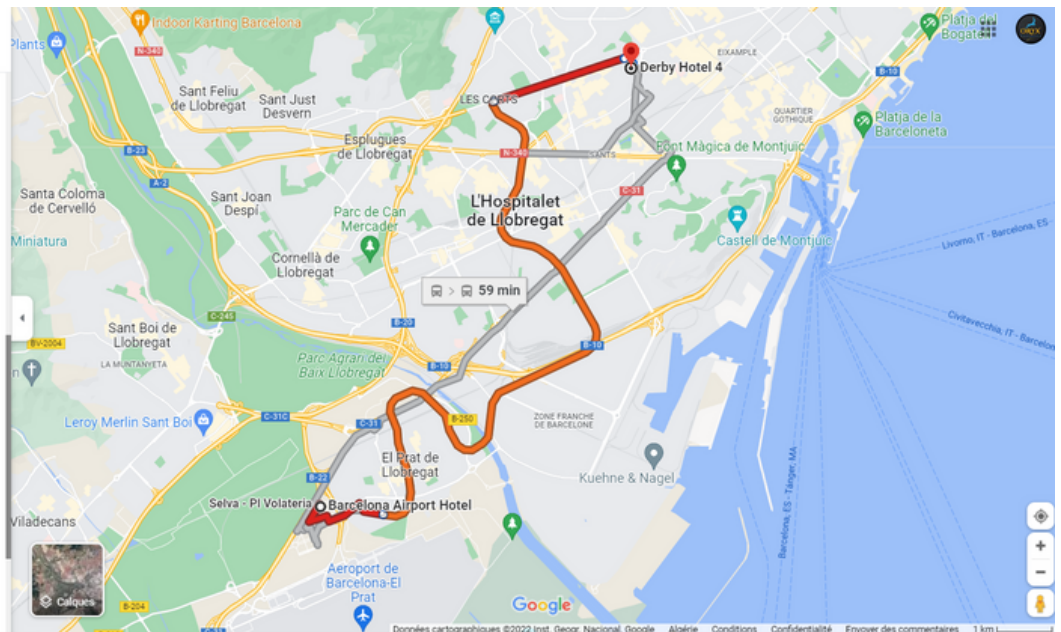 Indoor Karting Barcelona
Platja del
Bogate
Plants
N-340
EIXAMPLE
Derby Hotel 4
B-10
Sant Feliu
de Llobregat
Sant Just
Desvern
LES CORTS
QUARTIER
GOTHIQUE
Platja de la
Barceloneta
Esplugues
de Llobregat
B-23
N-340
SANTS
Font Màgica de Montjuïc
A-2
C-31
Santa Coloma
de Cervelló
Sant Joan
Despí
L'Hospitalet
de Llobregat
Parc de Can
Mercader
Castell de Montjuïc
Miniatura
Livorno, IT - Barcelona, ES
Cornellà de
Llobregat
59 min
C-245
Sant Boi de
Llobregat
B-20
Civitavecchia, IT - Barcelon
BV-2004
B-10
LA MUNTANYETA
Parc Agrari del
Baix Llobregat
B-10
Leroy Merlin Sant Boi
C-31C
C-31
B-250
ZONE FRANCHE
DE BARCELONE
El Prat de
Llobregat
B-22
Kuehne & Nagel
Barcelona, ES - Tánger, MA
Selva - Pl Volateria
Barcelona Airport Hotel
Viladecans
Aeroport de
Barcelona-El
Prat
Calques
B-204
Google
C-31
Données cartographiques ©2022 Inst. Geogr. Nacional, Google Algérie Conditions Confidentialité Envoyer des commentaires 1 km